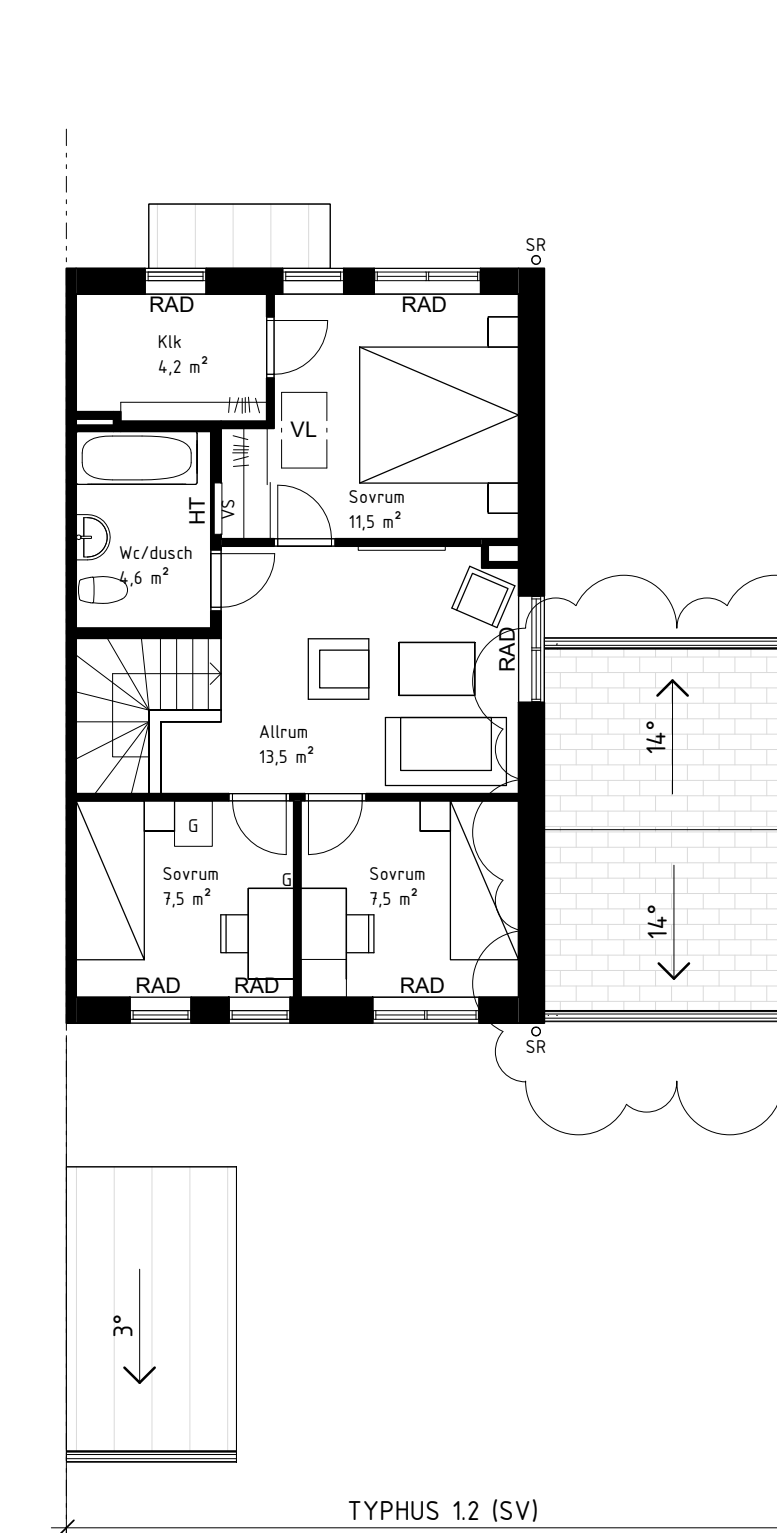 SR
RAD
RAD
Klk
4,2 m²
VL
HT
VS
Sovrum
11,5 m²
Wc/dusch
4,6 m²
RAD
Allrum
13,5 m²
14°
G
Sovrum
7,5 m²
G
Sovrum
7,5 m²
14°
RAD
RAD
RAD
SR
3°
TYPHUS 1.2 (SV)